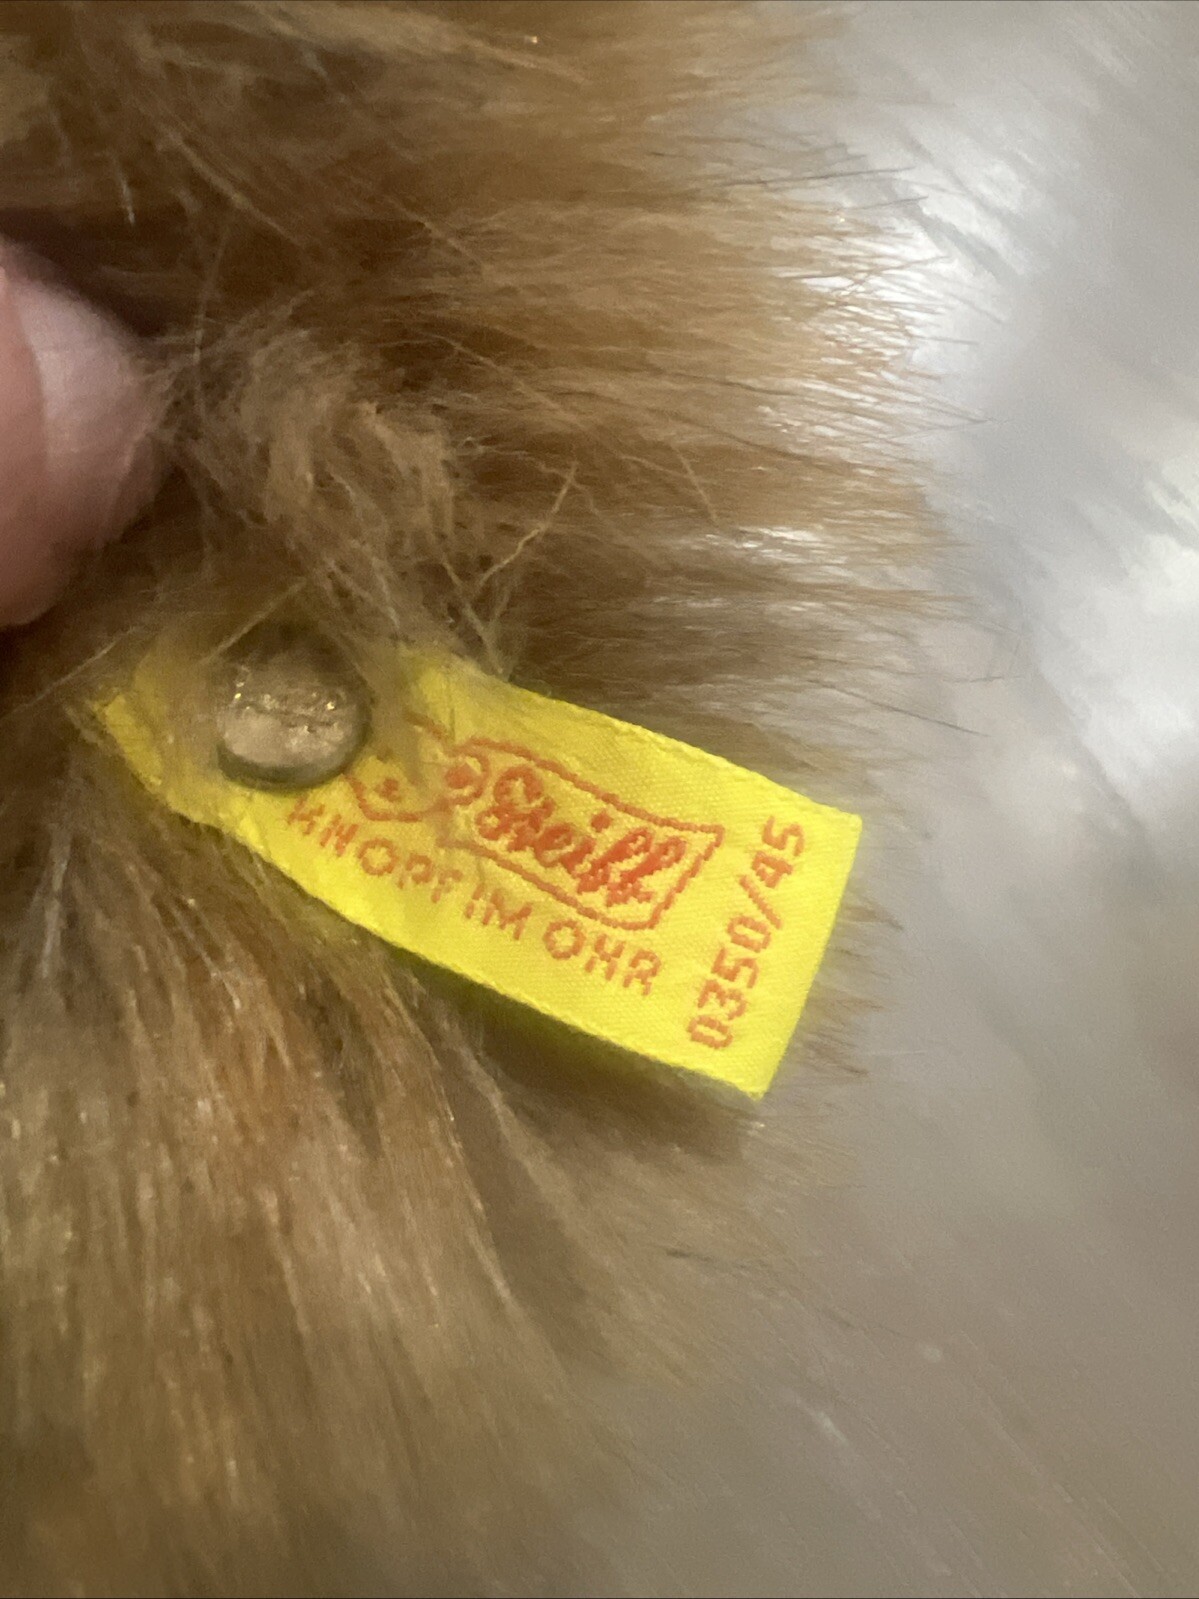 Steiff
KNOPF IM OHR
0350/45